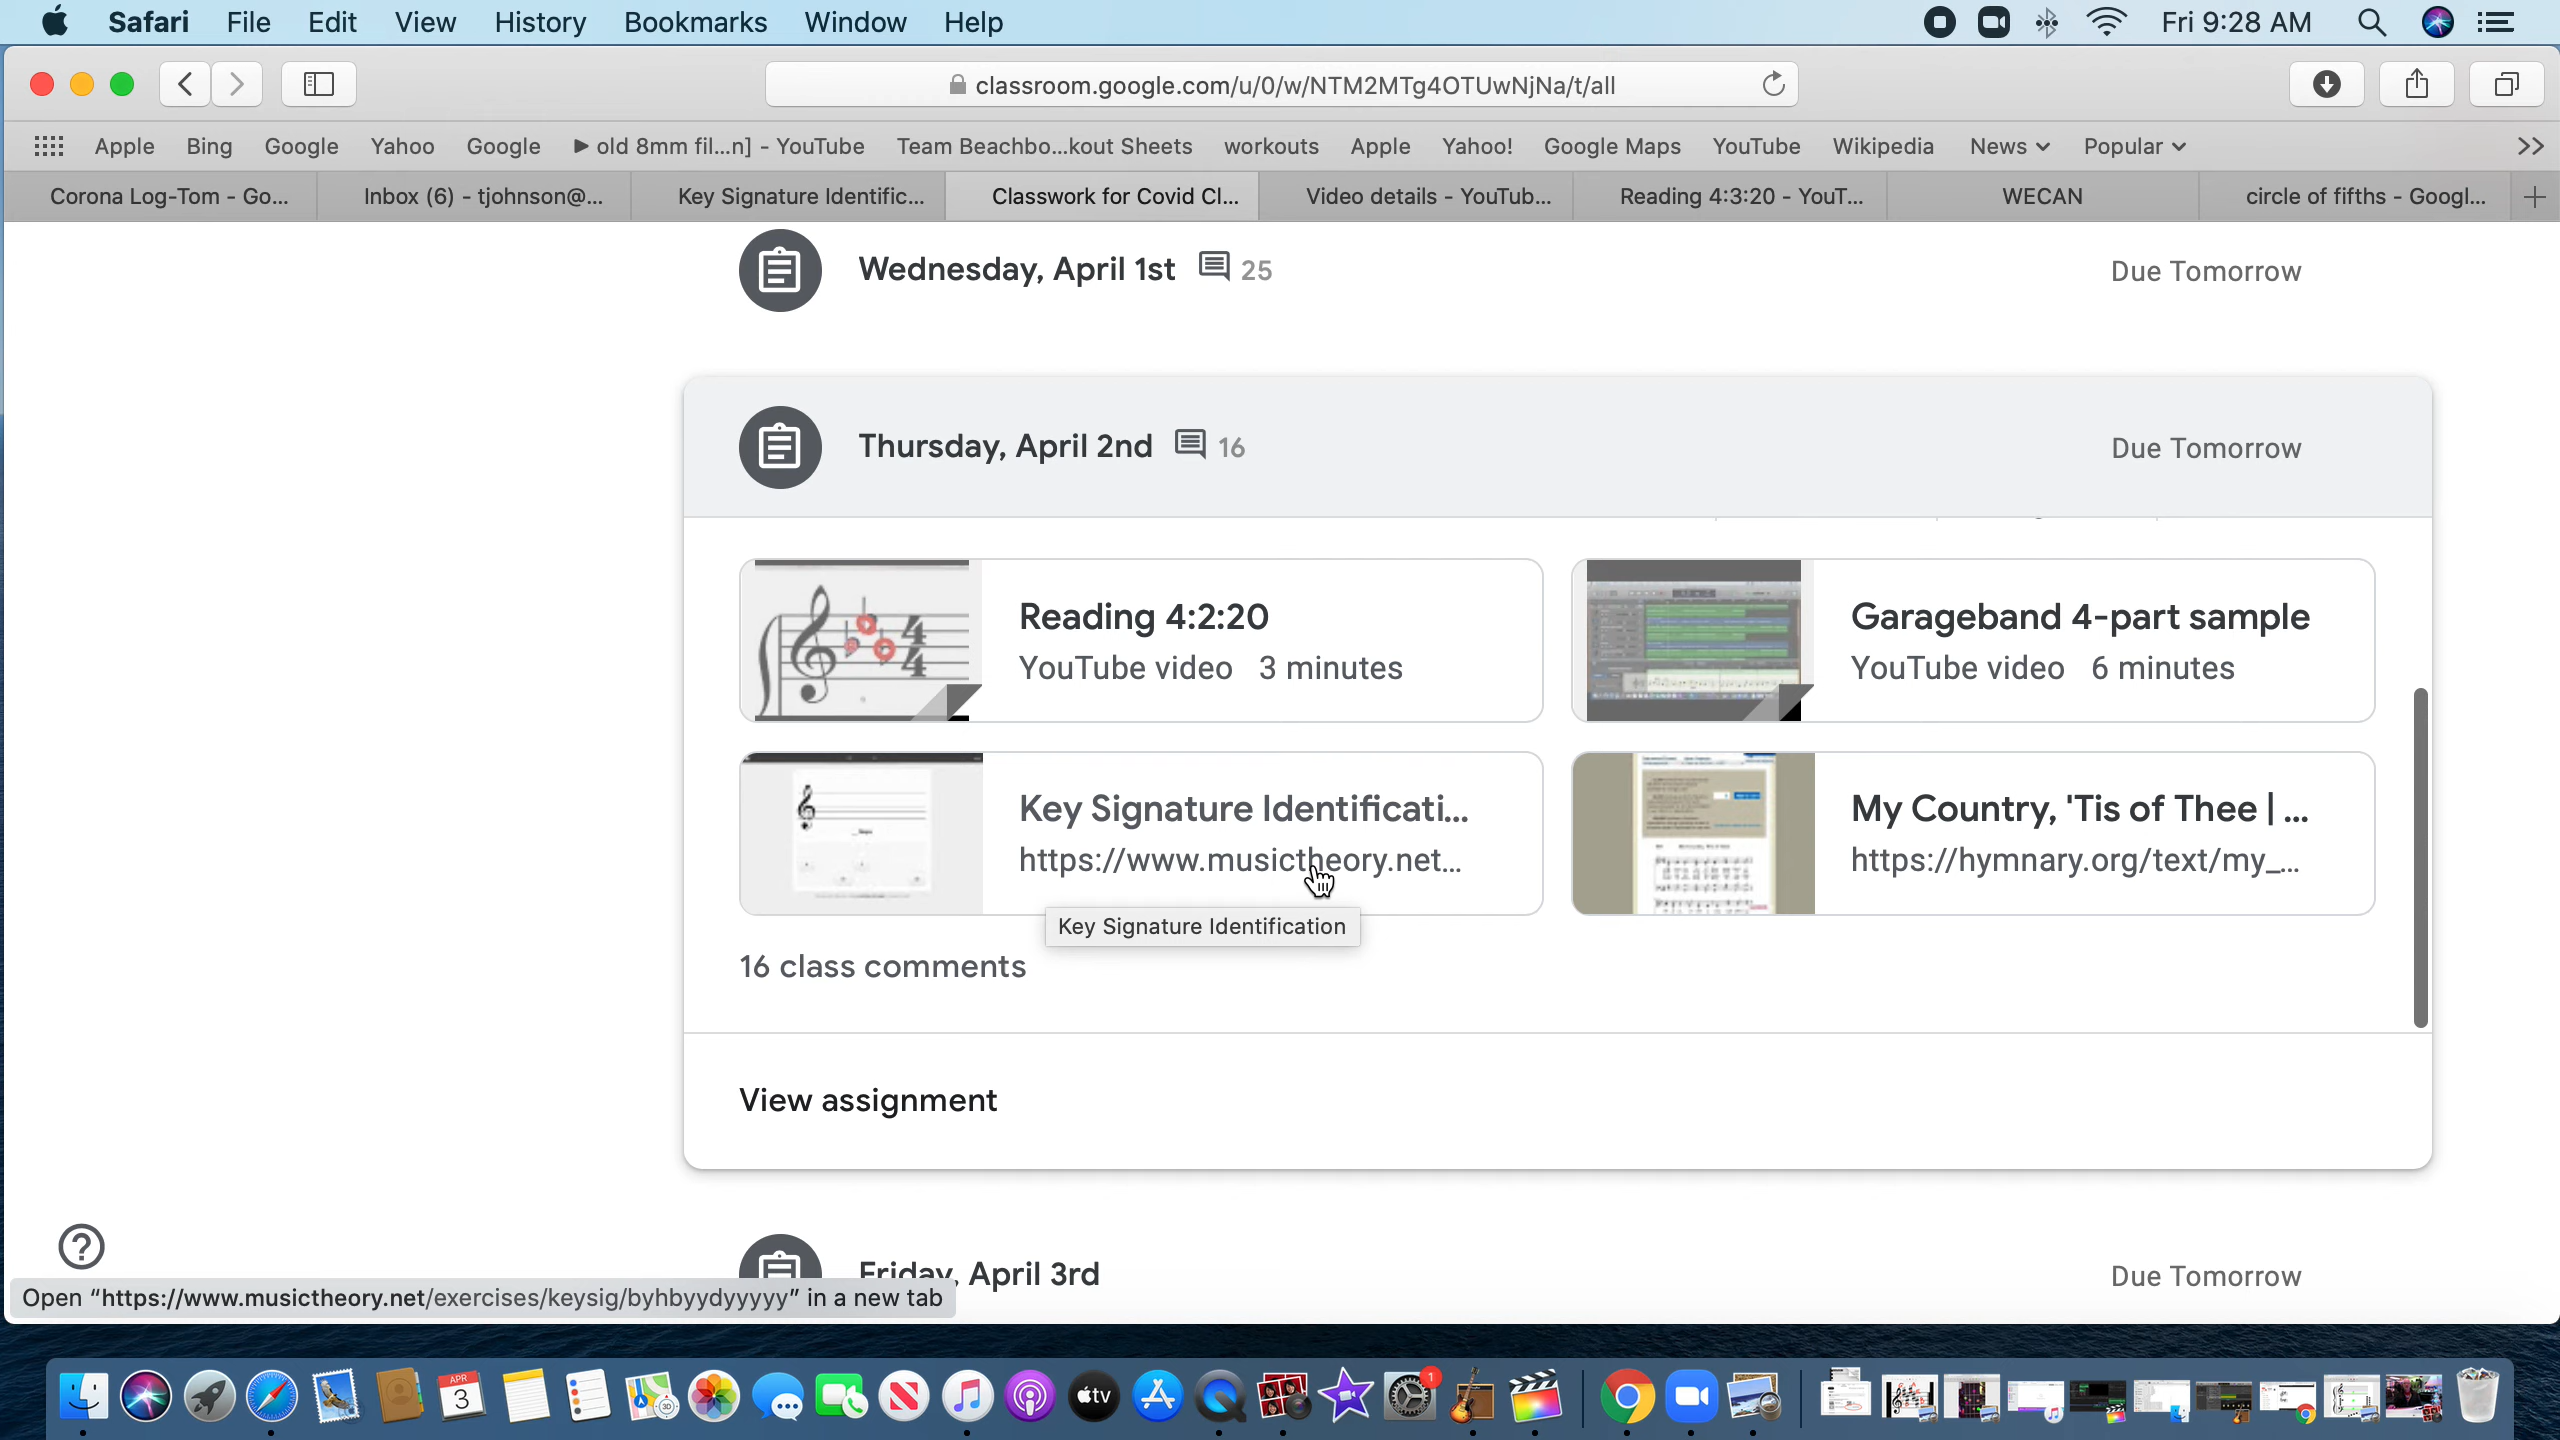 Safari File Edit View History Bookmarks Window Help Fri 9:28 AM
classroom.google.com/u/0/w/NTM2MTg4OTUwNjNa/t/all
Apple Bing Google Yahoo Google ▶ old 8mm fil...n] - YouTube Team Beachbo...kout Sheets workouts Apple Yahoo! Google Maps YouTube Wikipedia News Popular >>
Corona Log-Tom - Go... Inbox (6) - tjohnson@... Key Signature Identific... Classwork for Covid Cl... Video details - YouTub... Reading 4:3:20 - YouT... WECAN circle of fifths - Googl... +
Wednesday, April 1st 25 Due Tomorrow
Thursday, April 2nd 16 Due Tomorrow
Reading 4:2:20
YouTube video 3 minutes
Garageband 4-part sample
YouTube video 6 minutes
Key Signature Identificati...
https://www.musictheory.net...
My Country, 'Tis of Thee | ...
https://hymnary.org/text/my_...
Key Signature Identification
16 class comments
View assignment
Friday, April 3rd Due Tomorrow
Open “https://www.musictheory.net/exercises/keysig/byhbyydyyyyy” in a new tab
APR
3
3D
tv
1